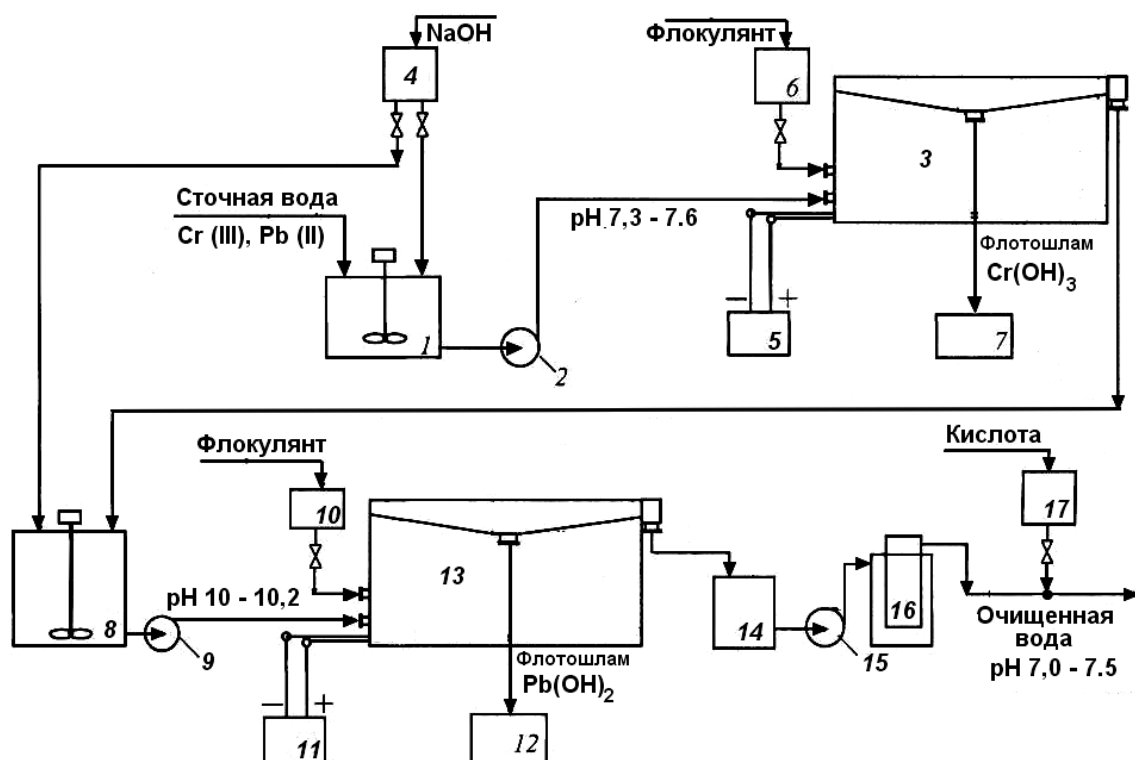 NaOH
4
Флокулянт
6
3
Сточная вода
Cr (III), Pb (II)
pH 7,3 - 7.6
Флотошлам
Cr(OH)3
1
2
− +
5
7
Флокулянт
Кислота
10
17
13
pH 10 - 10,2
8
9
14
15
16
Очищенная
вода
pH 7,0 - 7.5
Флотошлам
Pb(OH)2
− +
11
12